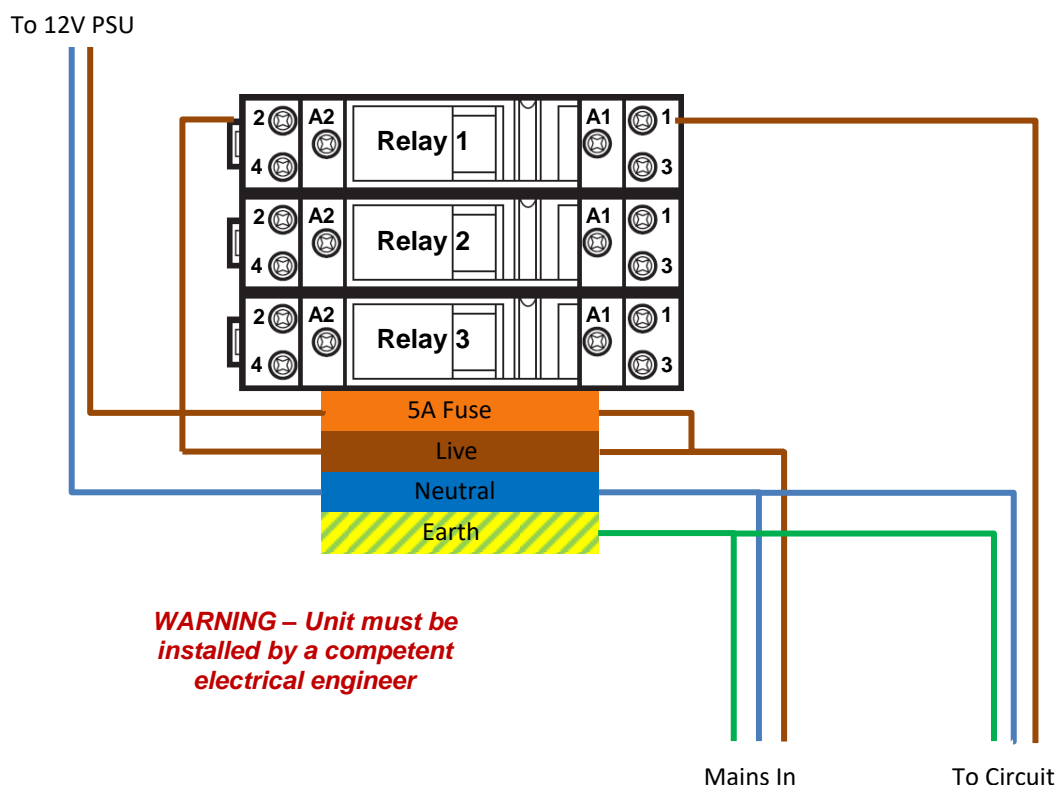 To 12V PSU
2 A2 Relay 1 A1 1
4 3
2 A2 Relay 2 A1 1
4 3
2 A2 Relay 3 A1 1
4 3
5A Fuse
Live
Neutral
Earth
WARNING – Unit must be
installed by a competent
electrical engineer
Mains In To Circuit